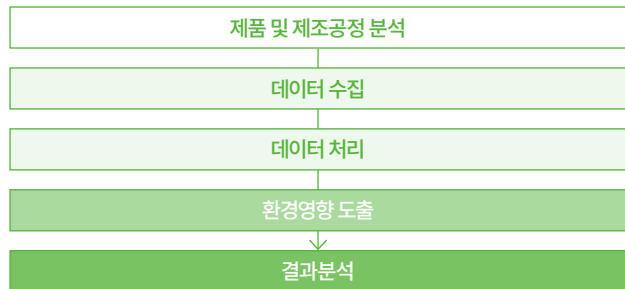 제품 및 제조공정 분석
데이터 수집
데이터 처리
환경영향 도출
결과분석